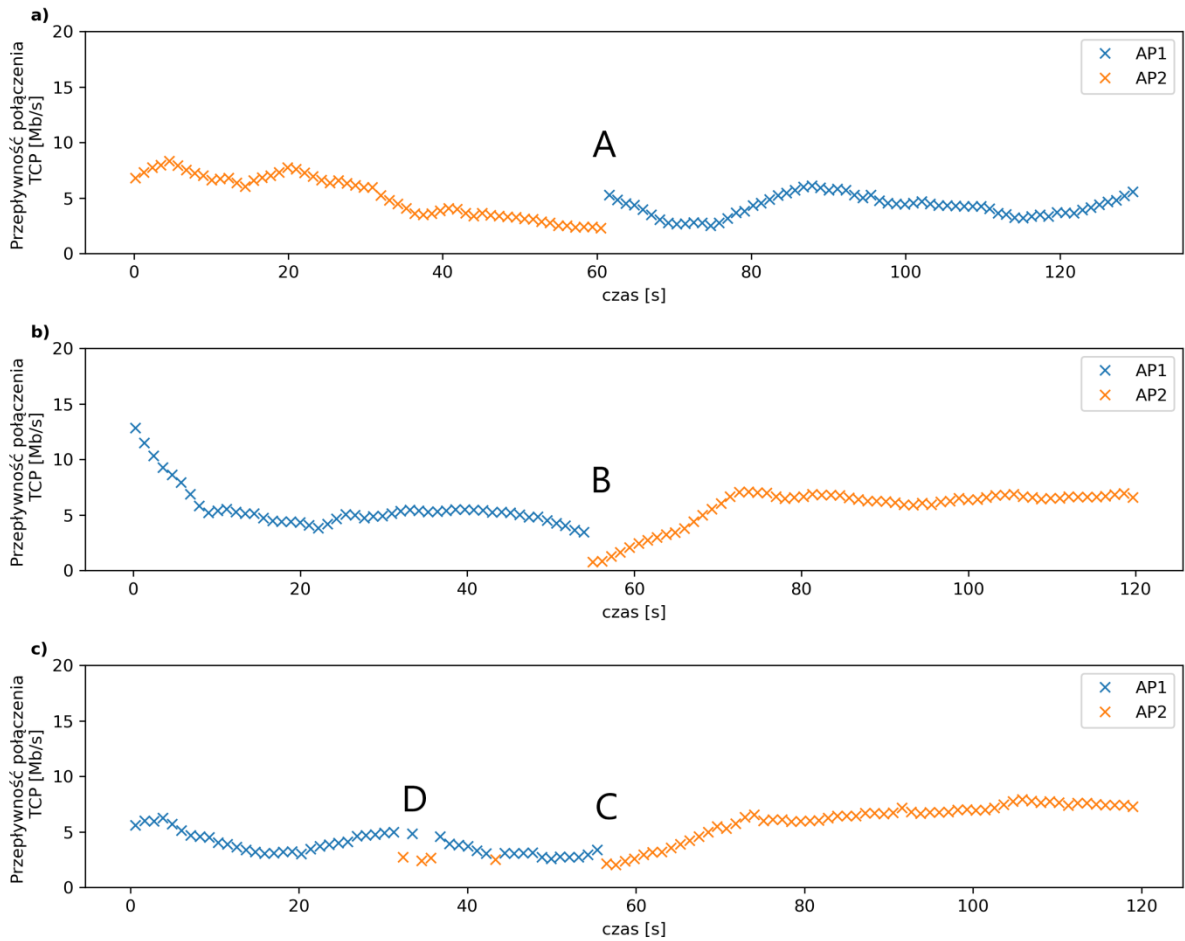 a)
20
15
10
5
0
Przepływność połączenia
TCP [Mb/s]
A
AP1
AP2
0 20 40 60 80 100 120
czas [s]
b)
20
15
10
5
0
Przepływność połączenia
TCP [Mb/s]
B
AP1
AP2
0 20 40 60 80 100 120
czas [s]
c)
20
15
10
5
0
Przepływność połączenia
TCP [Mb/s]
D
C
AP1
AP2
0 20 40 60 80 100 120
czas [s]